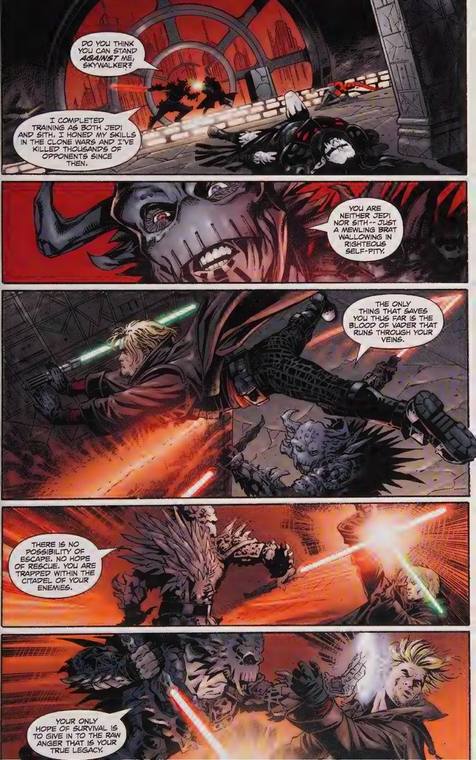 DO YOU THINK
YOU CAN STAND
AGAINST ME,
SKYWALKER?
I COMPLETED
TRAINING AS BOTH JEDI
AND SITH. I HONED MY SKILLS
IN THE CLONE WARS AND I'VE
KILLED THOUSANDS OF
OPPONENTS SINCE
THEN.
YOU ARE
NEITHER JEDI
NOR SITH -- JUST
A MEWLING BRAT
WALLOWING IN
RIGHTEOUS
SELF-PITY.
THE ONLY
THING THAT SAVES
YOU THUS FAR IS THE
BLOOD OF VADER THAT
RUNS THROUGH YOUR
VEINS.
THERE IS NO
POSSIBILITY OF
ESCAPE. NO HOPE
OF RESCUE. YOU ARE
TRAPPED WITHIN THE
CITADEL OF YOUR
ENEMIES.
YOUR ONLY
HOPE OF SURVIVAL IS
TO GIVE IN TO THE RAW
ANGER THAT IS YOUR
TRUE LEGACY.